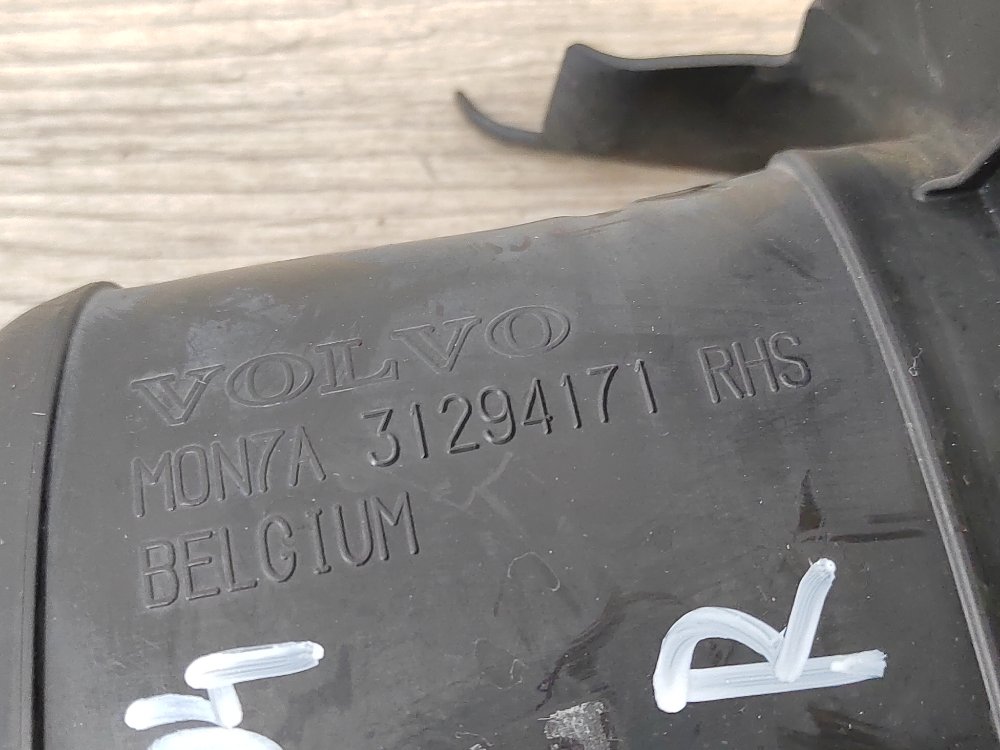 VOLVO
MON7A 31294171 RHS
BELGIUM
R